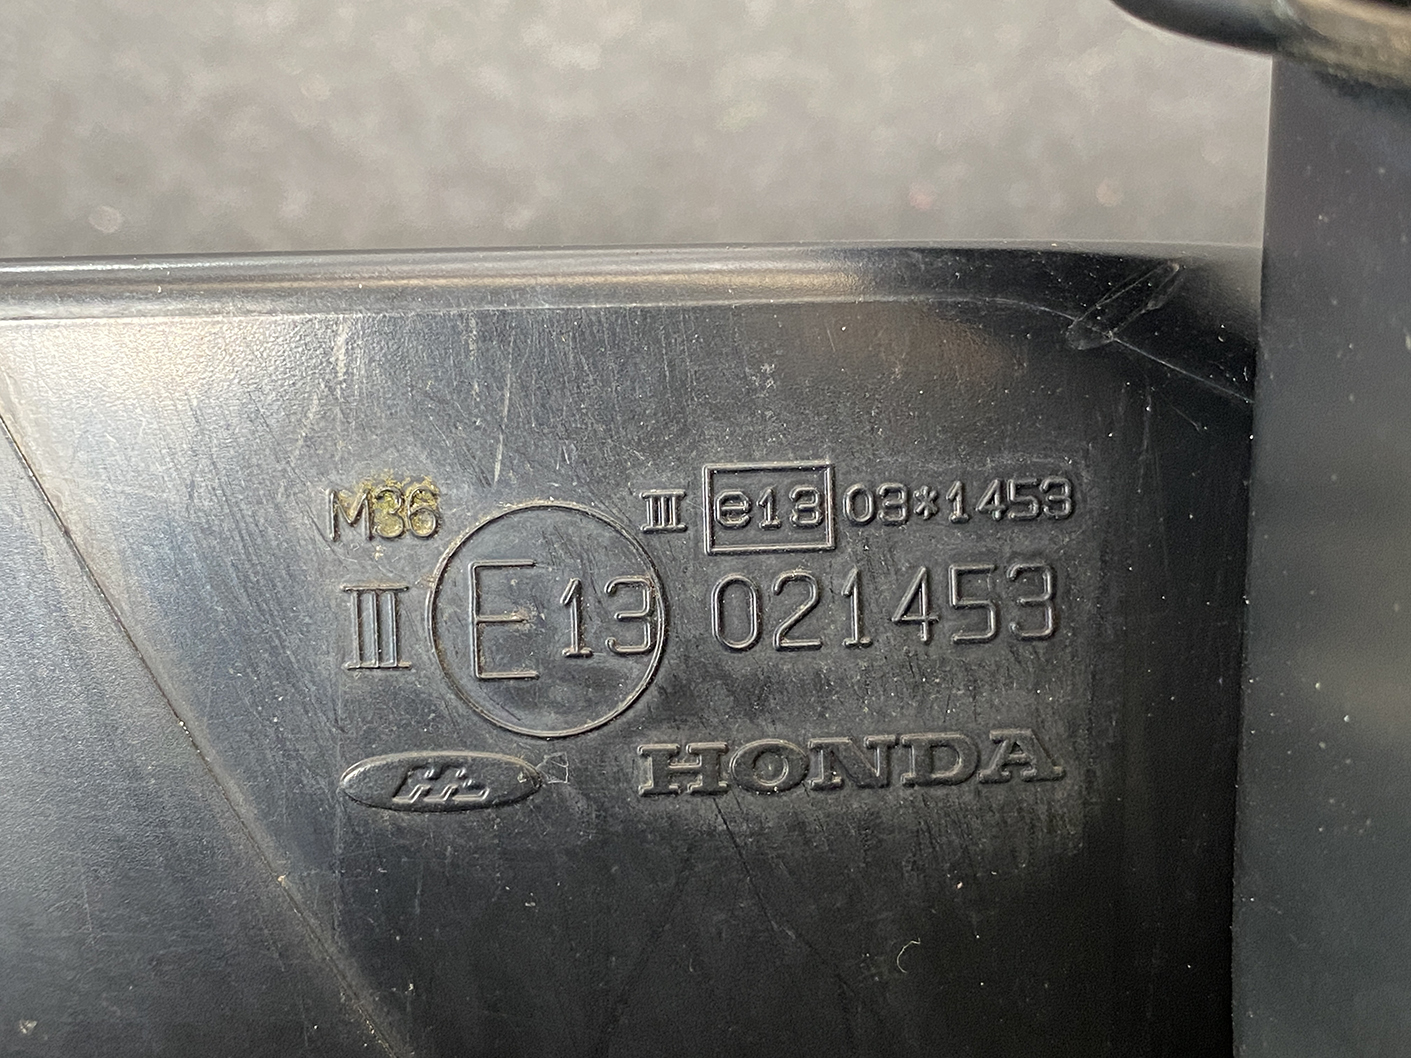 M36 III e13 03*1453
III E13 021453
HONDA